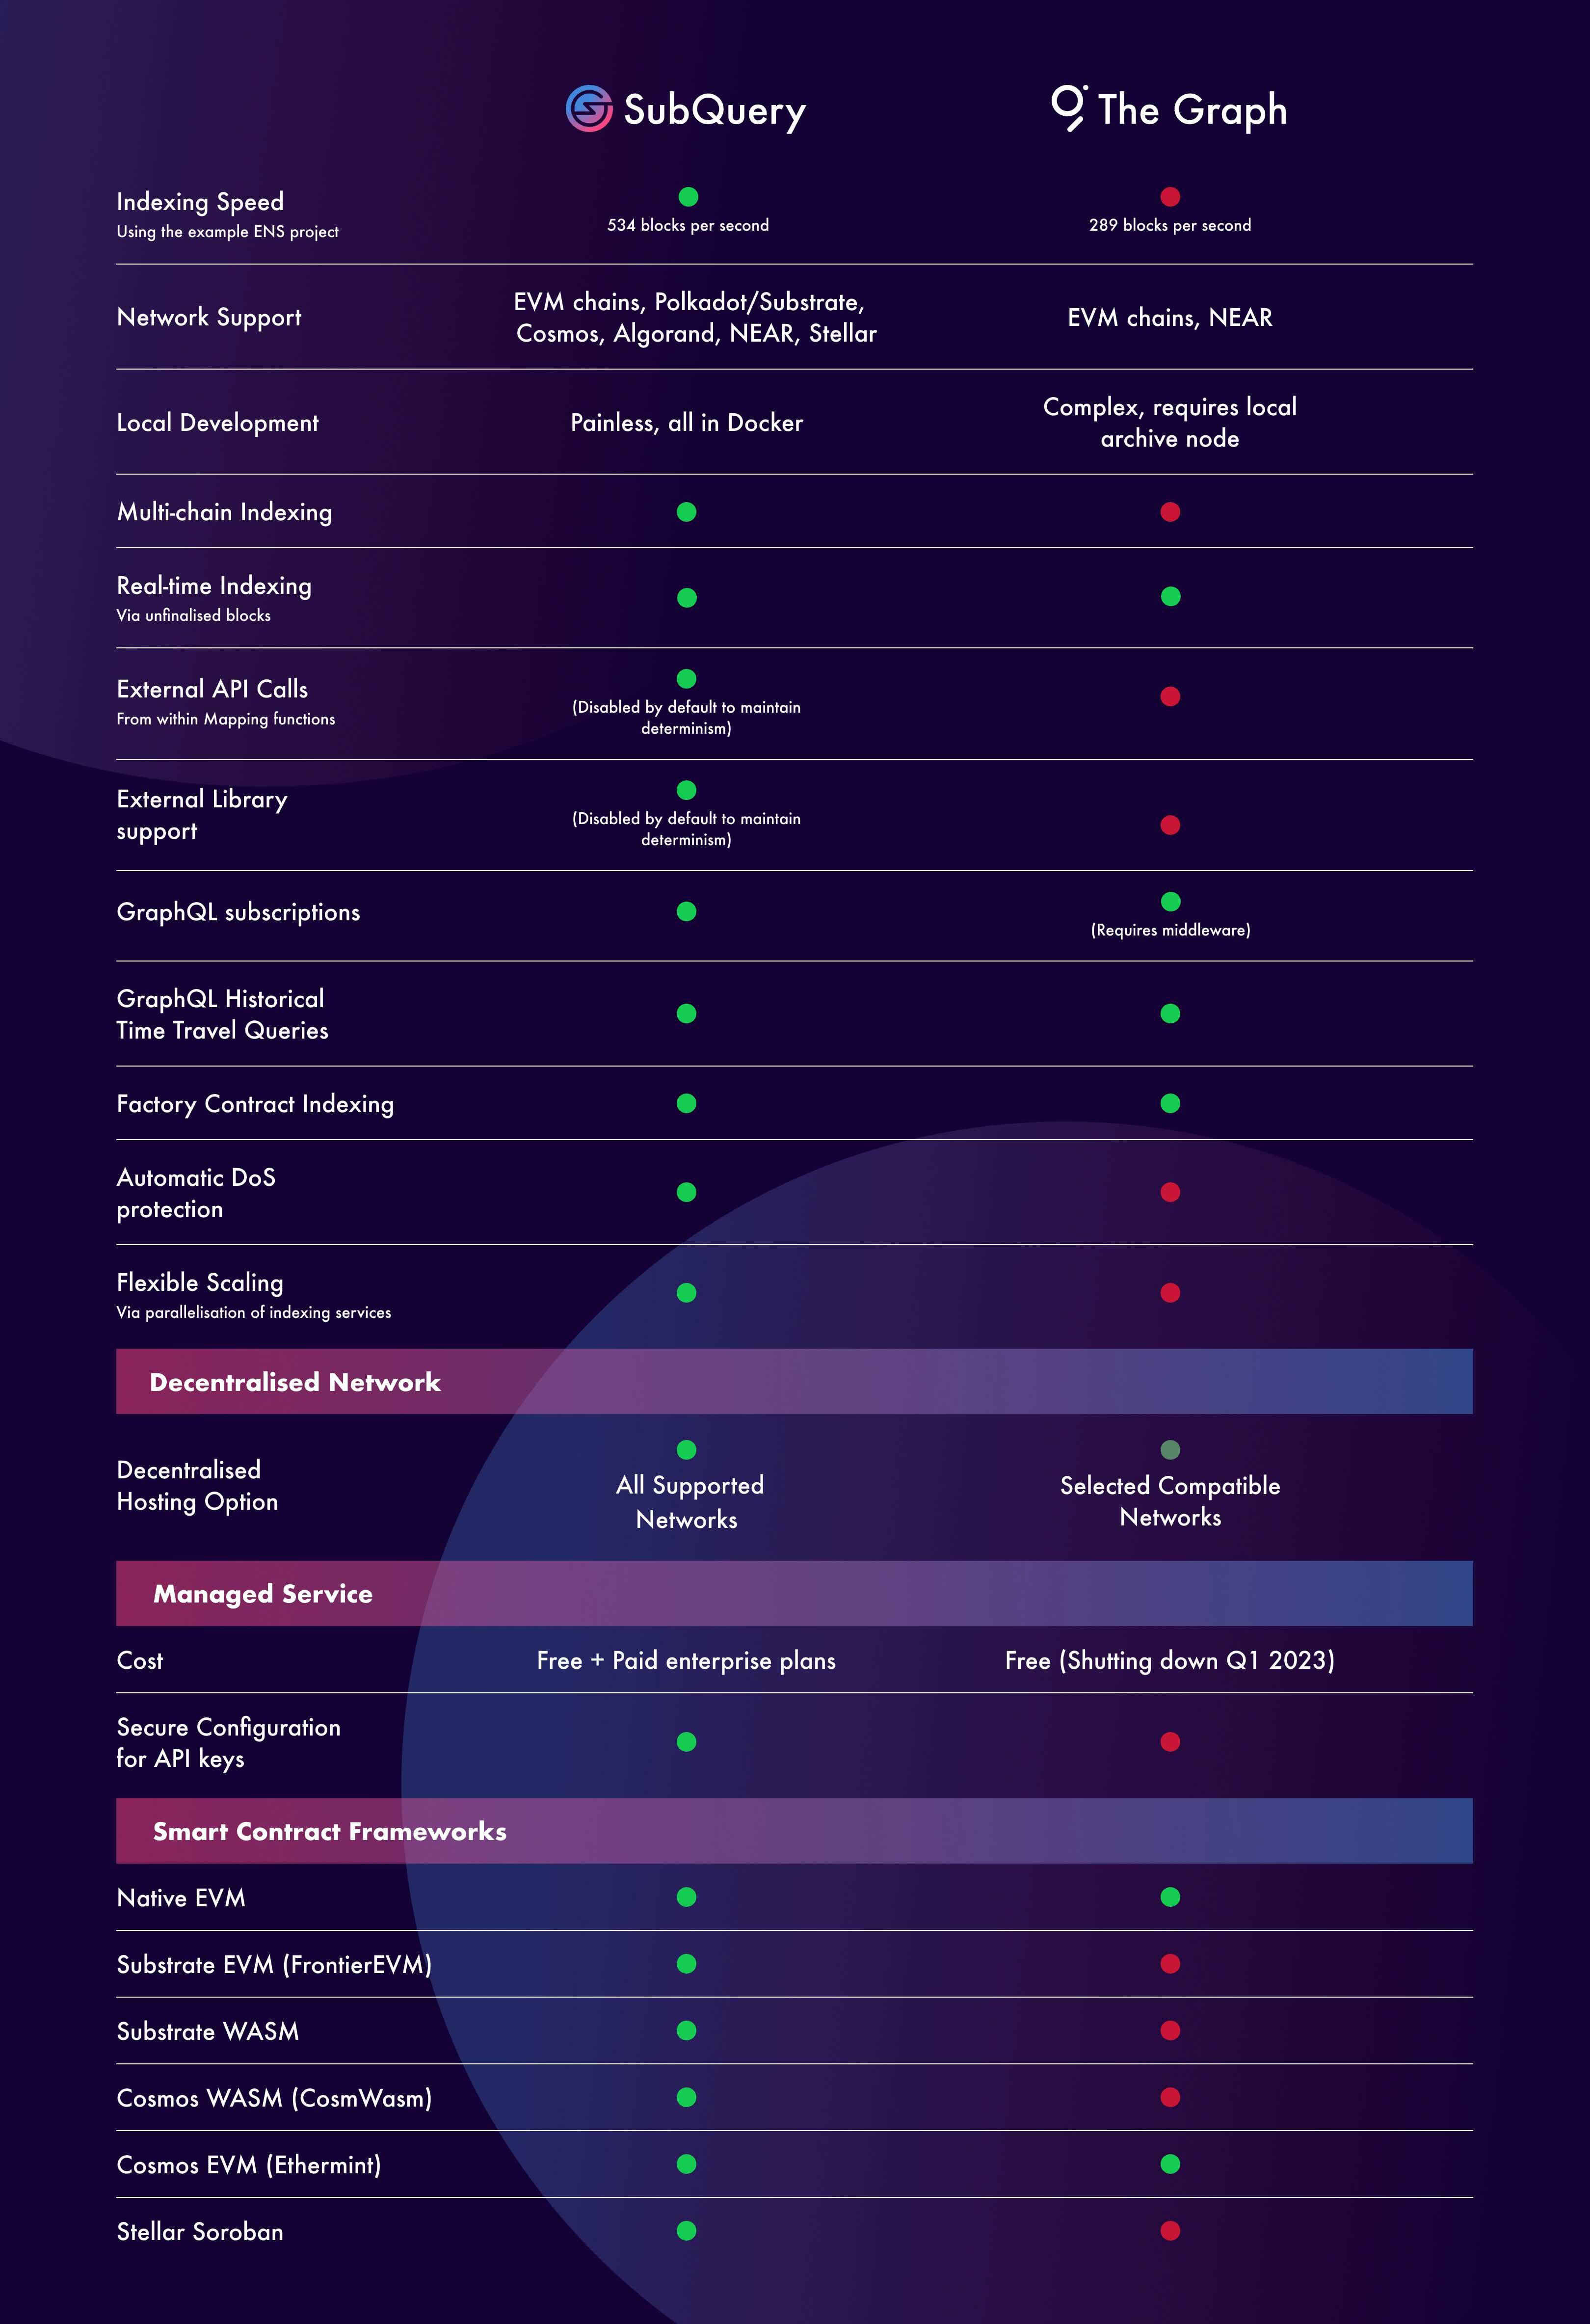 SubQuery
The Graph
Indexing Speed
Using the example ENS project
534 blocks per second
289 blocks per second
Network Support
EVM chains, Polkadot/Substrate,
Cosmos, Algorand, NEAR, Stellar
EVM chains, NEAR
Local Development
Painless, all in Docker
Complex, requires local
archive node
Multi-chain Indexing
Real-time Indexing
Via unfinalised blocks
External API Calls
From within Mapping functions
(Disabled by default to maintain
determinism)
External Library
support
(Disabled by default to maintain
determinism)
GraphQL subscriptions
(Requires middleware)
GraphQL Historical
Time Travel Queries
Factory Contract Indexing
Automatic DoS
protection
Flexible Scaling
Via parallelisation of indexing services
Decentralised Network
Decentralised
Hosting Option
All Supported
Networks
Selected Compatible
Networks
Managed Service
Cost
Free + Paid enterprise plans
Free (Shutting down Q1 2023)
Secure Configuration
for API keys
Smart Contract Frameworks
Native EVM
Substrate EVM (FrontierEVM)
Substrate WASM
Cosmos WASM (CosmWasm)
Cosmos EVM (Ethermint)
Stellar Soroban